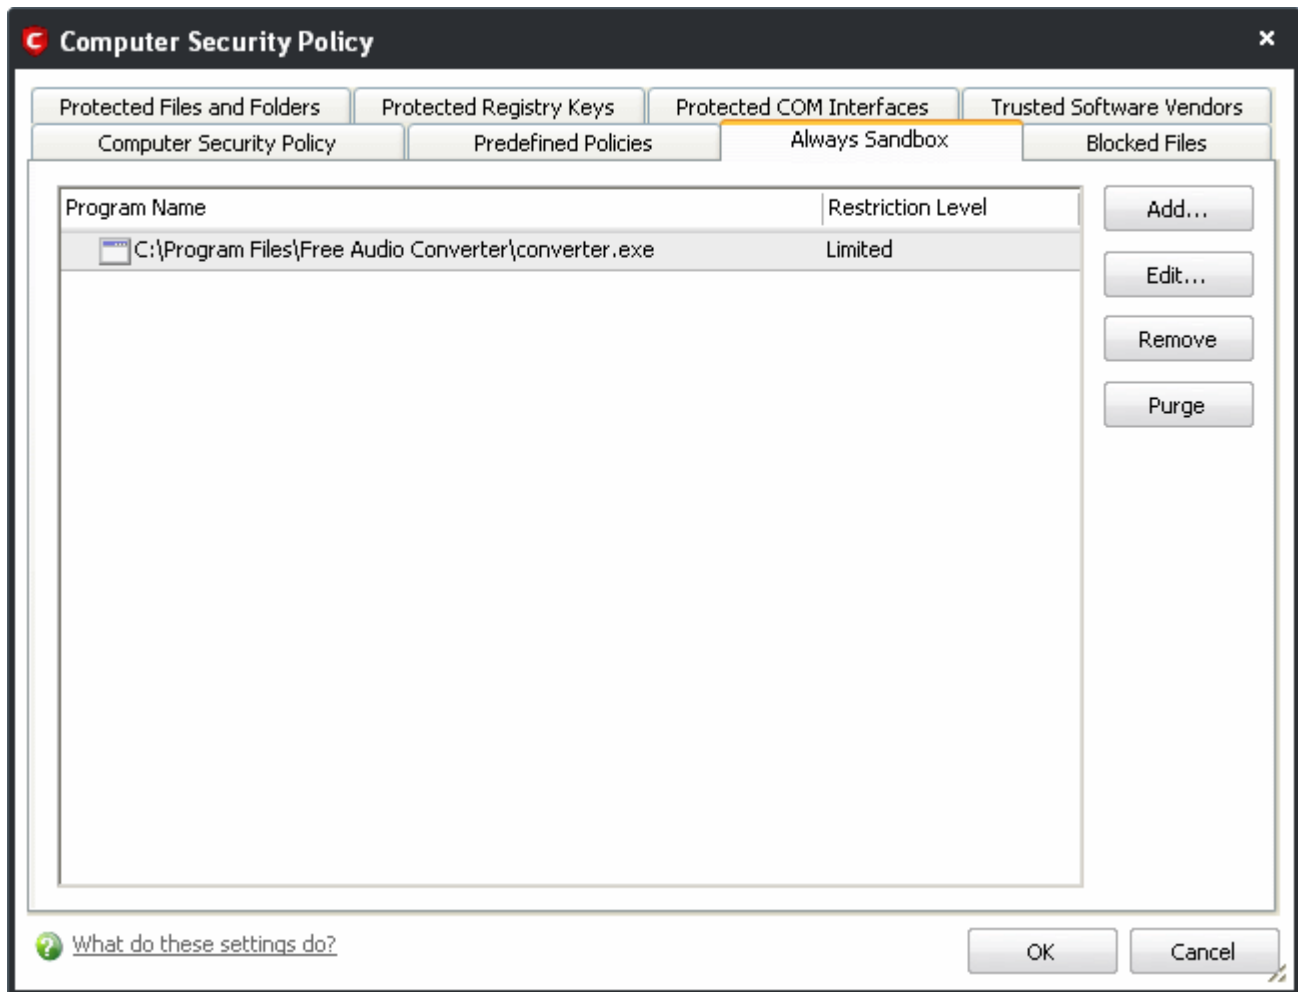 Computer Security Policy
Protected Files and Folders Protected Registry Keys Protected COM Interfaces Trusted Software Vendors
Computer Security Policy Predefined Policies Always Sandbox Blocked Files
Program Name Restriction Level
C:\Program Files\Free Audio Converter\converter.exe Limited
Add...
Edit...
Remove
Purge
What do these settings do?
OK Cancel